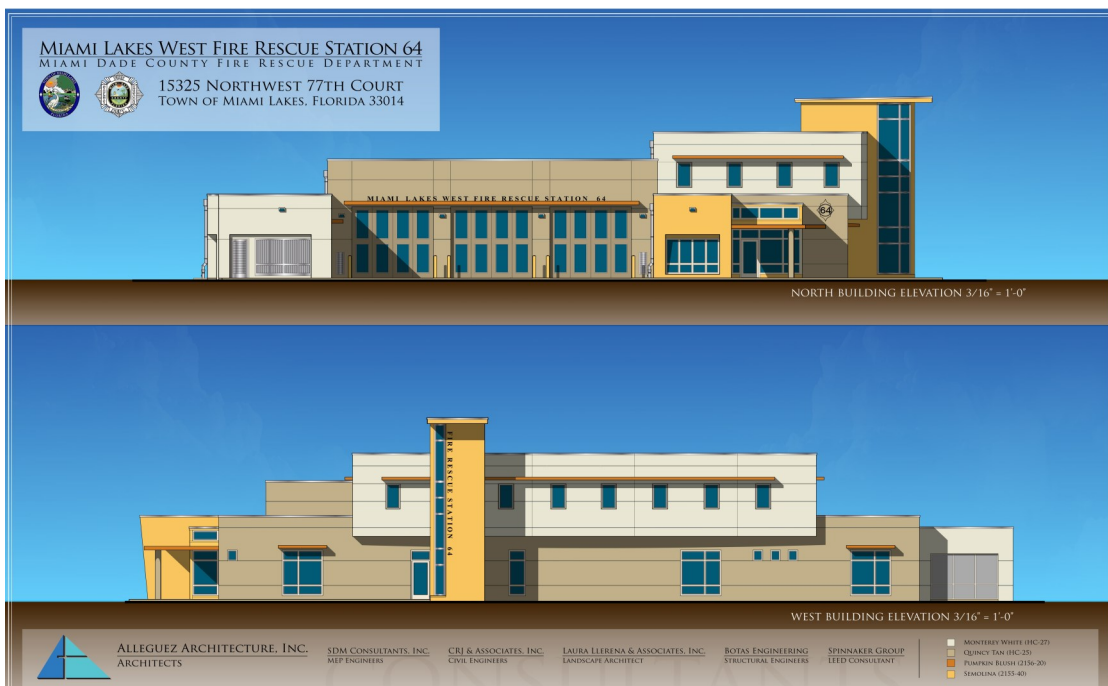 MIAMI LAKES WEST FIRE RESCUE STATION 64
MIAMI DADE COUNTY FIRE RESCUE DEPARTMENT
15325 NORTHWEST 77TH COURT
TOWN OF MIAMI LAKES, FLORIDA 33014
MIAMI LAKES WEST FIRE RESCUE STATION 64
64
NORTH BUILDING ELEVATION 3/16" = 1'-0"
FIRE RESCUE STATION 64
WEST BUILDING ELEVATION 3/16" = 1'-0"
ALLEGUEZ ARCHITECTURE, INC.
ARCHITECTS
SDM CONSULTANTS, INC.
MEP ENGINEERS
CRJ & ASSOCIATES, INC.
CIVIL ENGINEERS
LAURA LLERENA & ASSOCIATES, INC.
LANDSCAPE ARCHITECT
BOTAS ENGINEERING
STRUCTURAL ENGINEERS
SPINNAKER GROUP
LEED CONSULTANT
MONTEREY WHITE (HC-27)
QUINCY TAN (HC-25)
PUMPKIN BLUSH (2156-20)
SEMOLINA (2155-40)